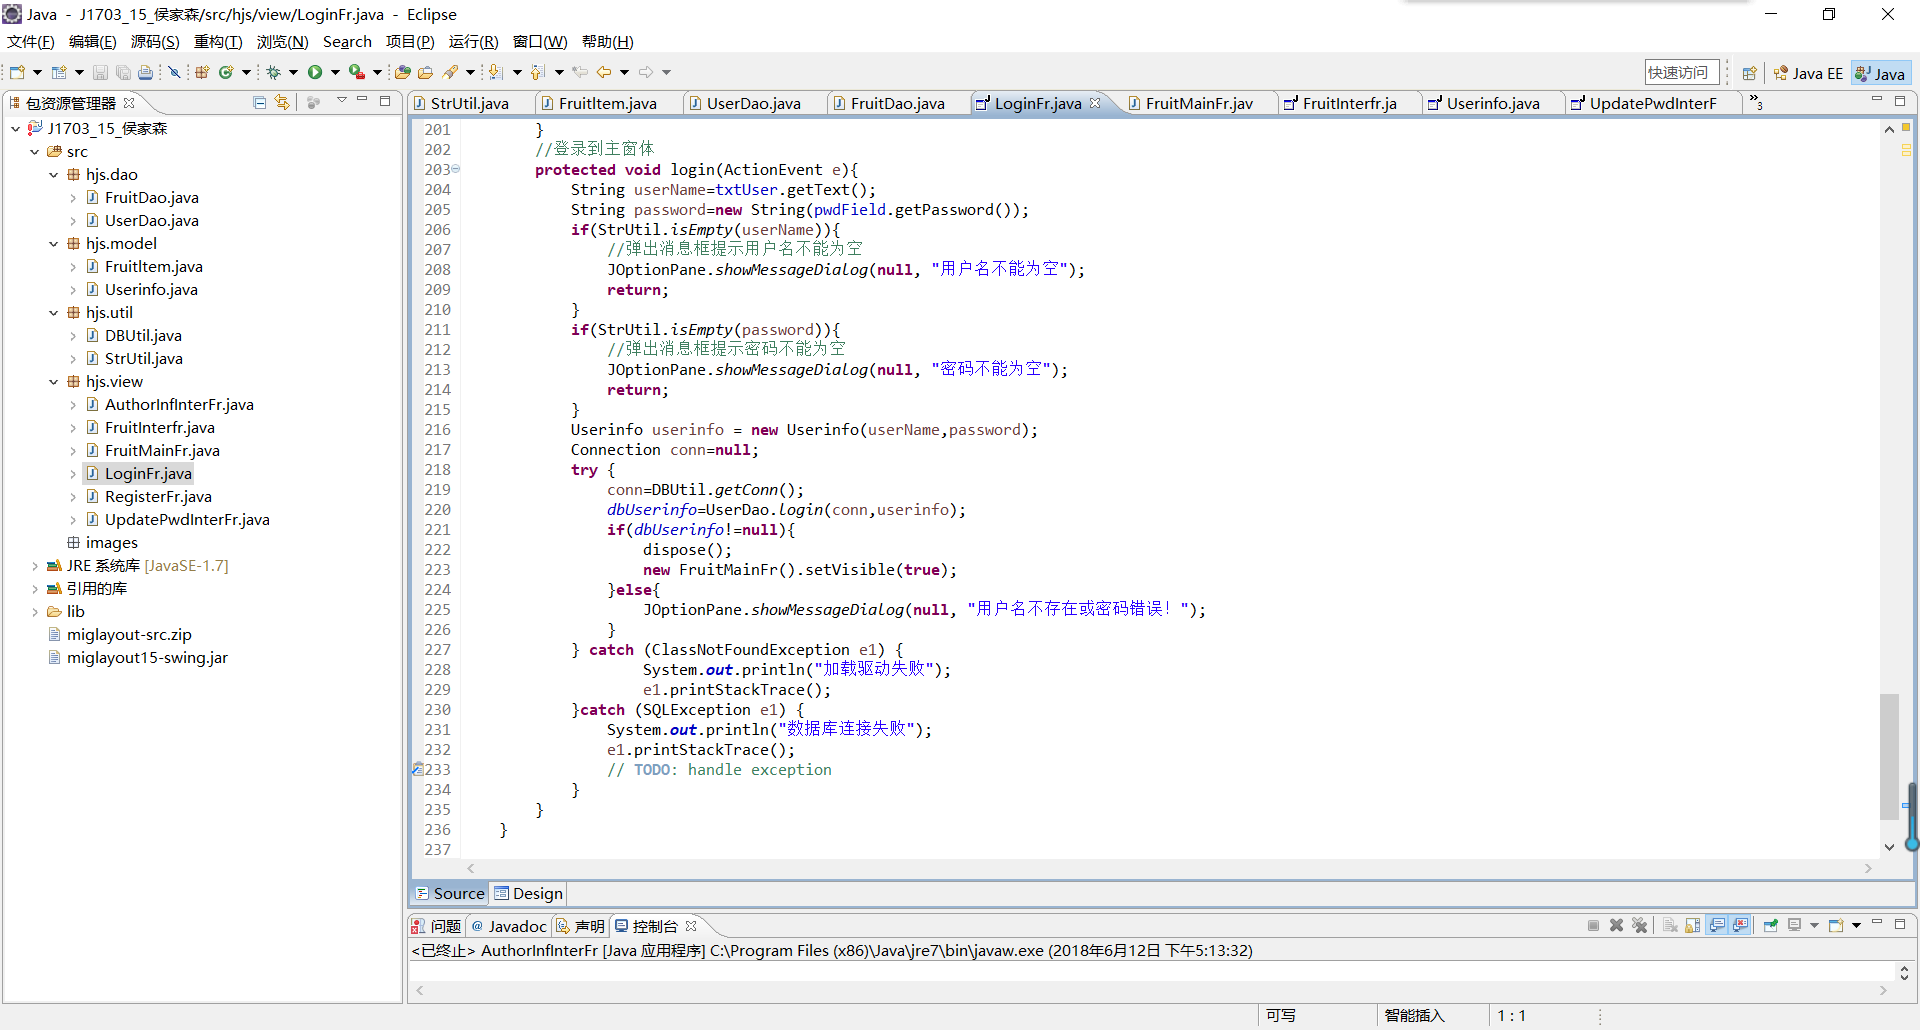 Java - J1703_15_侯家森/src/hjs/view/LoginFr.java - Eclipse
文件(F) 编辑(E) 源码(S) 重构(T) 浏览(N) Search 项目(P) 运行(R) 窗口(W) 帮助(H)
快速访问 Java EE Java
包资源管理器
J1703_15_侯家森
src
hjs.dao
FruitDao.java
UserDao.java
hjs.model
FruitItem.java
Userinfo.java
hjs.util
DBUtil.java
StrUtil.java
hjs.view
AuthorInfInterFr.java
FruitInterfr.java
FruitMainFr.java
LoginFr.java
RegisterFr.java
UpdatePwdInterFr.java
images
JRE 系统库 [JavaSE-1.7]
引用的库
lib
miglayout-src.zip
miglayout15-swing.jar
StrUtil.java FruitItem.java UserDao.java FruitDao.java LoginFr.java FruitMainFr.jav FruitInterfr.ja Userinfo.java UpdatePwdInterF »3
201 }
202 //登录到主窗体
203 protected void login(ActionEvent e){
204 String userName=txtUser.getText();
205 String password=new String(pwdField.getPassword());
206 if(StrUtil.isEmpty(userName)){
207 //弹出消息框提示用户名不能为空
208 JOptionPane.showMessageDialog(null, "用户名不能为空");
209 return;
210 }
211 if(StrUtil.isEmpty(password)){
212 //弹出消息框提示密码不能为空
213 JOptionPane.showMessageDialog(null, "密码不能为空");
214 return;
215 }
216 Userinfo userinfo = new Userinfo(userName,password);
217 Connection conn=null;
218 try {
219 conn=DBUtil.getConn();
220 dbUserinfo=UserDao.login(conn,userinfo);
221 if(dbUserinfo!=null){
222 dispose();
223 new FruitMainFr().setVisible(true);
224 }else{
225 JOptionPane.showMessageDialog(null, "用户名不存在或密码错误！");
226 }
227 } catch (ClassNotFoundException e1) {
228 System.out.println("加载驱动失败");
229 e1.printStackTrace();
230 }catch (SQLException e1) {
231 System.out.println("数据库连接失败");
232 e1.printStackTrace();
233 // TODO: handle exception
234 }
235 }
236 }
237
Source Design
问题 @ Javadoc 声明 控制台
<已终止> AuthorInfInterFr [Java 应用程序] C:\Program Files (x86)\Java\jre7\bin\javaw.exe (2018年6月12日 下午5:13:32)
可写 智能插入 1 : 1